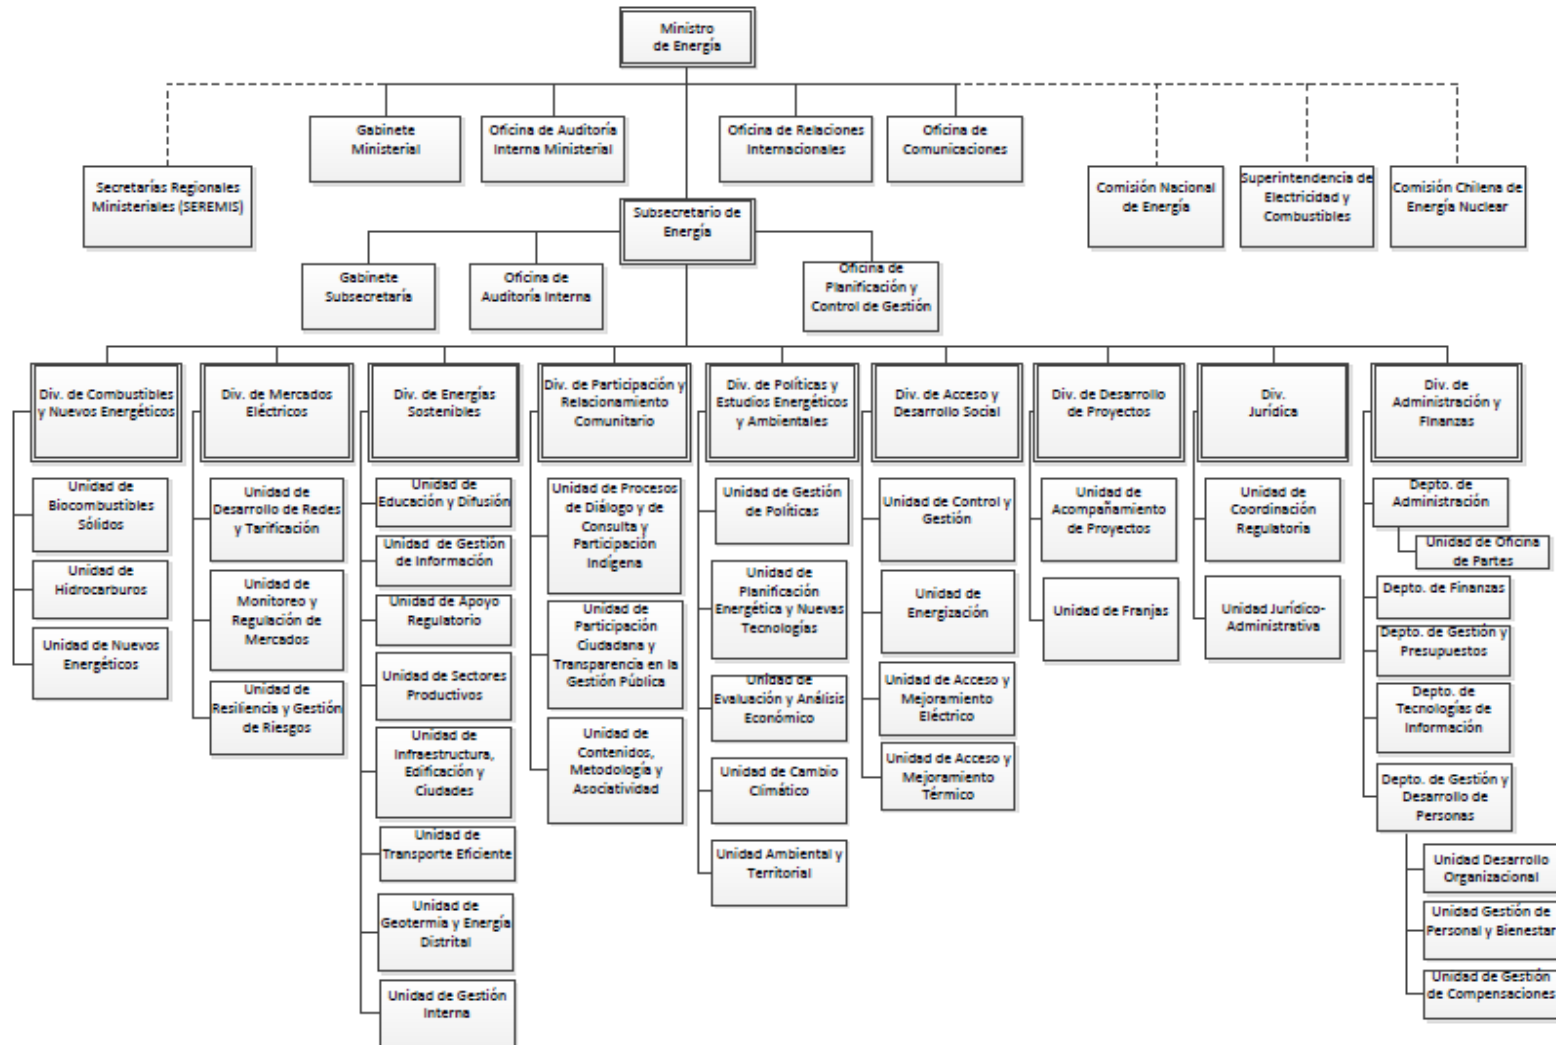 Ministro
de Energía
Gabinete
Ministerial
Oficina de Auditoría
Interna Ministerial
Oficina de Relaciones
Internacionales
Oficina de
Comunicaciones
Secretarías Regionales
Ministeriales (SEREMIS)
Comisión Nacional
de Energía
Superintendencia de
Electricidad y
Combustibles
Comisión Chilena de
Energía Nuclear
Subsecretario de
Energía
Gabinete
Subsecretaría
Oficina de
Auditoría Interna
Oficina de
Planificación y
Control de Gestión
Div. de Combustibles
y Nuevos Energéticos
Unidad de
Biocombustibles
Sólidos
Unidad de
Hidrocarburos
Unidad de Nuevos
Energéticos
Div. de Mercados
Eléctricos
Unidad de
Desarrollo de Redes
y Tarificación
Unidad de
Monitoreo y
Regulación de
Mercados
Unidad de
Resiliencia y Gestión
de Riesgos
Div. de Energías
Sostenibles
Unidad de
Educación y Difusión
Unidad de Gestión
de Información
Unidad de Apoyo
Regulatorio
Unidad de Sectores
Productivos
Unidad de
Infraestructura,
Edificación y
Ciudades
Unidad de
Transporte Eficiente
Unidad de
Geotermia y Energía
Distrital
Unidad de Gestión
Interna
Div. de Participación y
Relacionamiento
Comunitario
Unidad de Procesos
de Diálogo y de
Consulta y
Participación
Indígena
Unidad de
Participación
Ciudadana y
Transparencia en la
Gestión Pública
Unidad de
Contenidos,
Metodología y
Asociatividad
Div. de Políticas y
Estudios Energéticos
y Ambientales
Unidad de Gestión
de Políticas
Unidad de
Planificación
Energética y Nuevas
Tecnologías
Unidad de
Evaluación y Análisis
Económico
Unidad de Cambio
Climático
Unidad Ambiental y
Territorial
Div. de Acceso y
Desarrollo Social
Unidad de Control y
Gestión
Unidad de
Energización
Unidad de Acceso y
Mejoramiento
Eléctrico
Unidad de Acceso y
Mejoramiento
Térmico
Div. de Desarrollo
de Proyectos
Unidad de
Acompañamiento
de Proyectos
Unidad de Franjas
Div.
Jurídica
Unidad de
Coordinación
Regulatoria
Unidad Jurídico-
Administrativa
Div. de
Administración y
Finanzas
Depto. de
Administración
Unidad de Oficina
de Partes
Depto. de Finanzas
Depto. de Gestión y
Presupuestos
Depto. de
Tecnologías de
Información
Depto. de Gestión y
Desarrollo de
Personas
Unidad Desarrollo
Organizacional
Unidad Gestión de
Personal y Bienestar
Unidad de Gestión
de Compensaciones